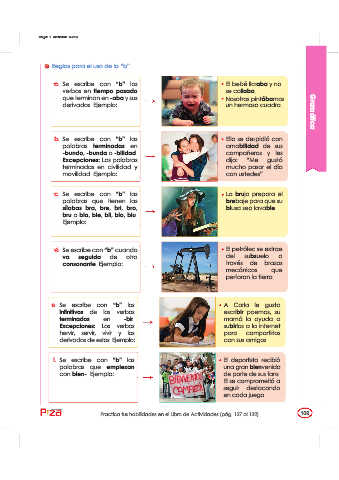 Reglas para el uso de la "b"
a. Se escribe con "b" los
verbos en tiempo pasado
que terminan en -aba y sus
derivados Ejemplo:
• El bebé lloraba y no
se callaba
• Nosotros pintábamos
un hermoso cuadro
b. Se escribe con "b" las
palabras terminadas en
-bundo, -bunda o -bilidad
Excepciones: Las palabras
terminadas en civilidad y
movilidad Ejemplo:
• Ella se despidió con
amabilidad de sus
compañeros y les
dijo: "Me gustó
mucho pasar el día
con ustedes"
c. Se escribe con "b" las
palabras que tienen las
sílabas bra, bre, bri, bro,
bru o bla, ble, bli, blo, blu
Ejemplo:
• La bruja prepara el
brebaje para que su
blusa sea lavable
d. Se escribe con "b" cuando
va seguida de otra
consonante Ejemplo:
• El petróleo se extrae
del subsuelo a
través de brazos
mecánicos que
perforan la tierra
e. Se escribe con "b" los
infinitivos de los verbos
terminados en -bir
Excepciones: Los verbos
hervir, servir, vivir y los
derivados de estos Ejemplo:
• A Carla le gusta
escribir poemas, su
mamá la ayuda a
subirlos a la internet
para compartirlos
con sus amigos
f. Se escribe con "b" las
palabras que empiezan
con bien- Ejemplo:
BIENVENIDOS
• El deportista recibió
una gran bienvenida
de parte de sus fans
Él se comprometió a
seguir destacando
en cada juego
Gramática
Practica tus habilidades en el Libro de Actividades (pág. 127 al 132)